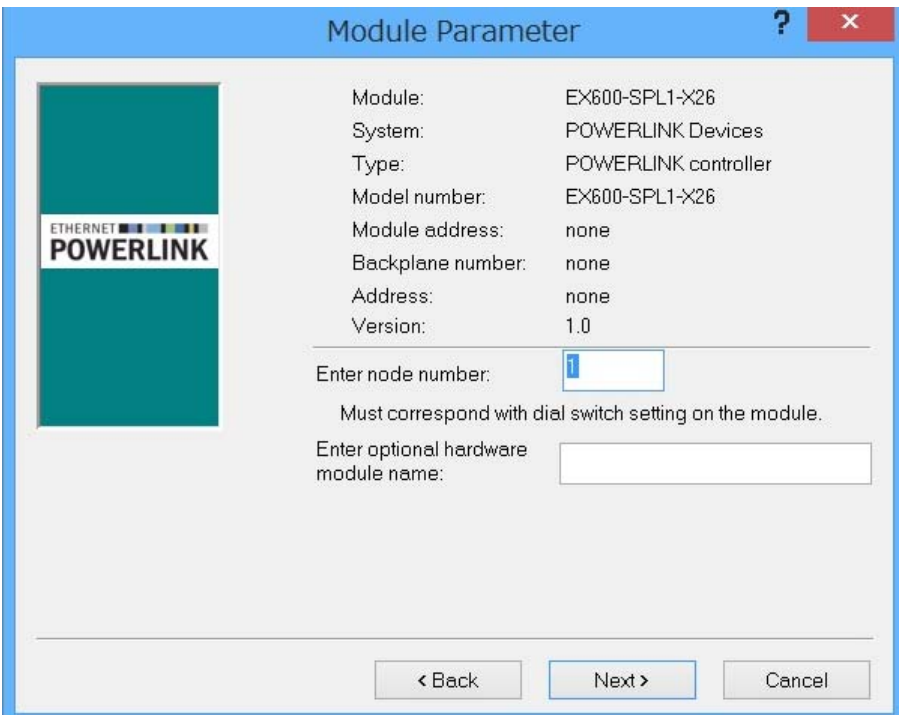 Module Parameter
?
×
ETHERNET
POWERLINK
Module: EX600-SPL1-X26
System: POWERLINK Devices
Type: POWERLINK controller
Model number: EX600-SPL1-X26
Module address: none
Backplane number: none
Address: none
Version: 1.0
Enter node number: 1
Must correspond with dial switch setting on the module.
Enter optional hardware
module name:
< Back Next > Cancel